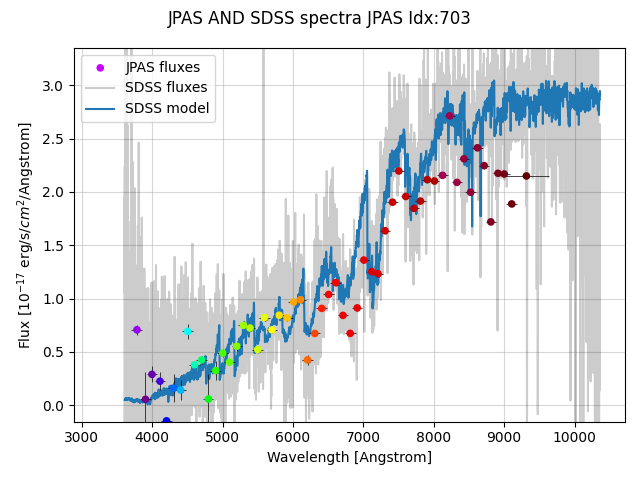 JPAS AND SDSS spectra JPAS Idx:703
JPAS fluxes
SDSS fluxes
SDSS model
Flux [10^{-17} erg/s/cm^2/Angstrom]
3.0
2.5
2.0
1.5
1.0
0.5
0.0
3000 4000 5000 6000 7000 8000 9000 10000
Wavelength [Angstrom]